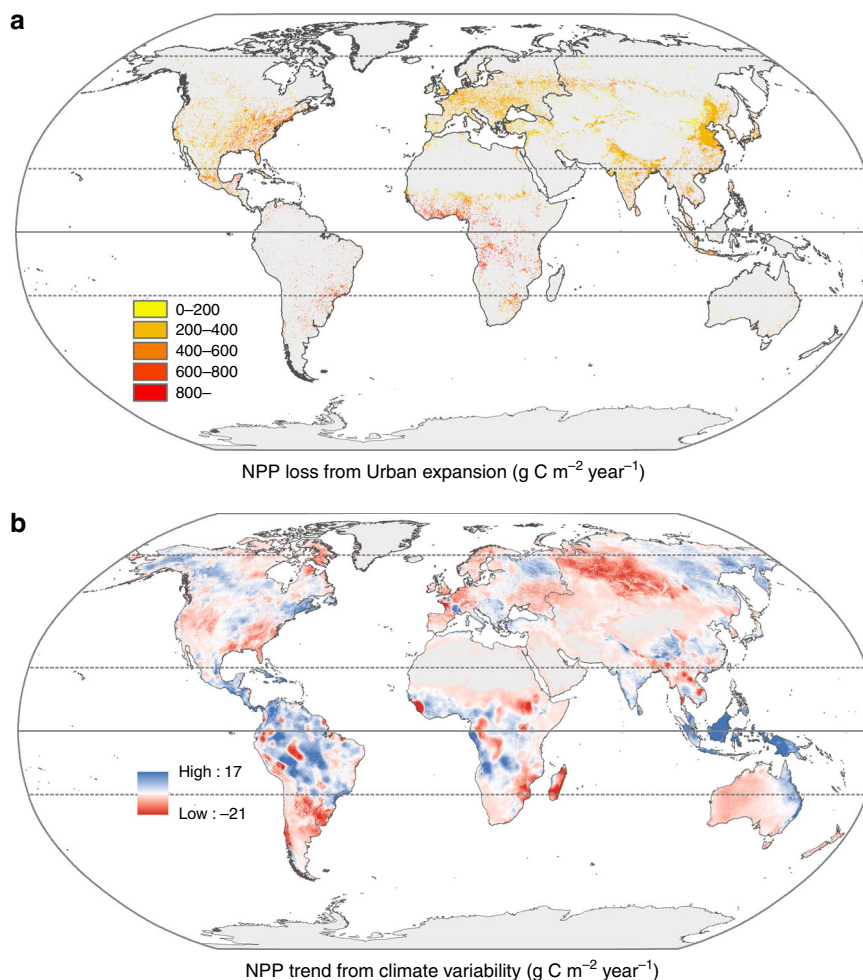 a
0–200
200–400
400–600
600–800
800–
NPP loss from Urban expansion (g C m⁻² year⁻¹)
b
High : 17
Low : –21
NPP trend from climate variability (g C m⁻² year⁻¹)